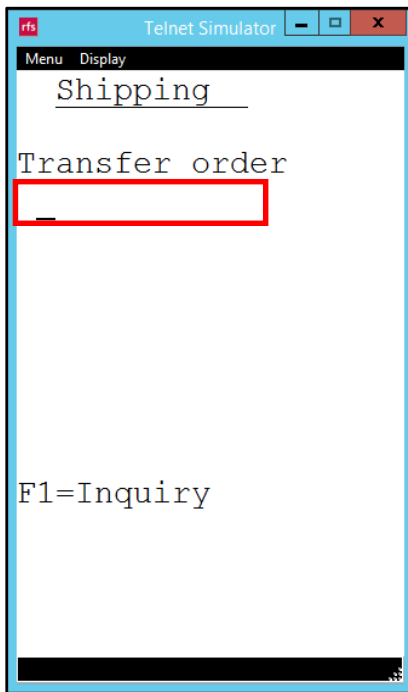 rfs Telnet Simulator
Menu Display
Shipping
Transfer order
F1=Inquiry